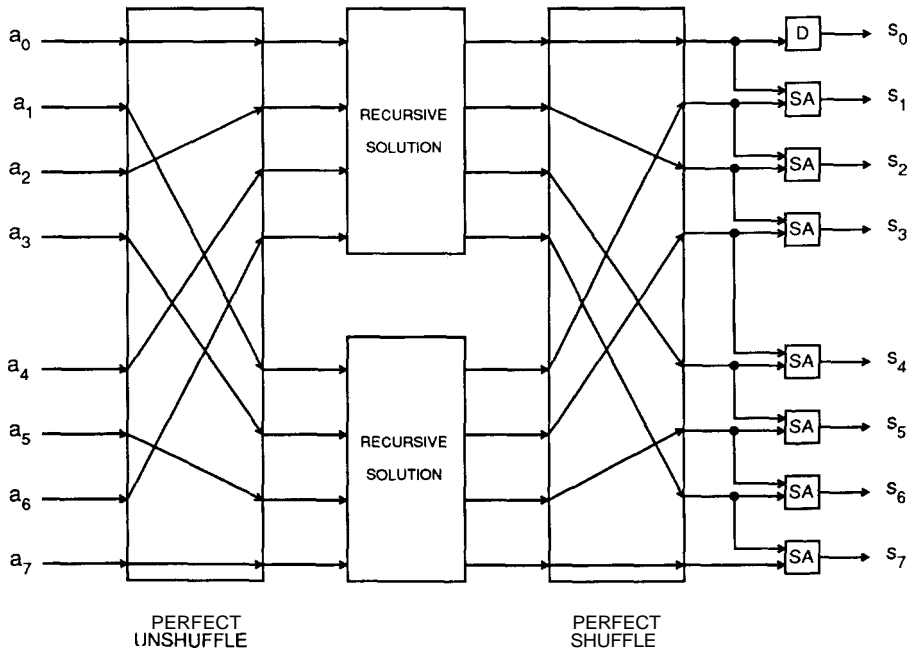 a0 D s0
a1 SA s1
RECURSIVE
SOLUTION
a2 SA s2
a3 SA s3
a4 SA s4
a5 SA s5
RECURSIVE
SOLUTION
a6 SA s6
a7 SA s7
PERFECT
UNSHUFFLE
PERFECT
SHUFFLE